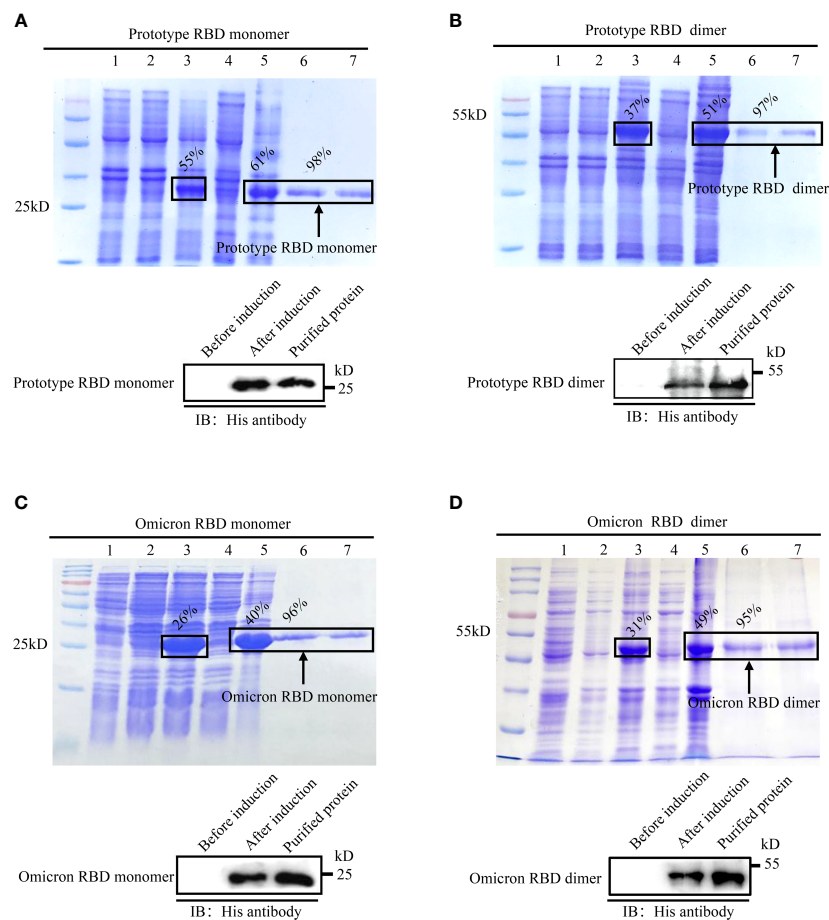 A
Prototype RBD monomer
1 2 3 4 5 6 7
55% 61% 98%
25kD
Prototype RBD monomer
Before induction
After induction
Purified protein
kD
Prototype RBD monomer
25
IB: His antibody
B
Prototype RBD dimer
1 2 3 4 5 6 7
55kD
37% 51% 97%
Prototype RBD dimer
Before induction
After induction
Purified protein
kD
55
Prototype RBD dimer
IB: His antibody
C
Omicron RBD monomer
1 2 3 4 5 6 7
26% 40% 96%
25kD
Omicron RBD monomer
Before induction
After induction
Purified protein
kD
Omicron RBD monomer
25
IB: His antibody
D
Omicron RBD dimer
1 2 3 4 5 6 7
55kD
31% 49% 95%
Omicron RBD dimer
Before induction
After induction
Purified protein
kD
55
Omicron RBD dimer
IB: His antibody